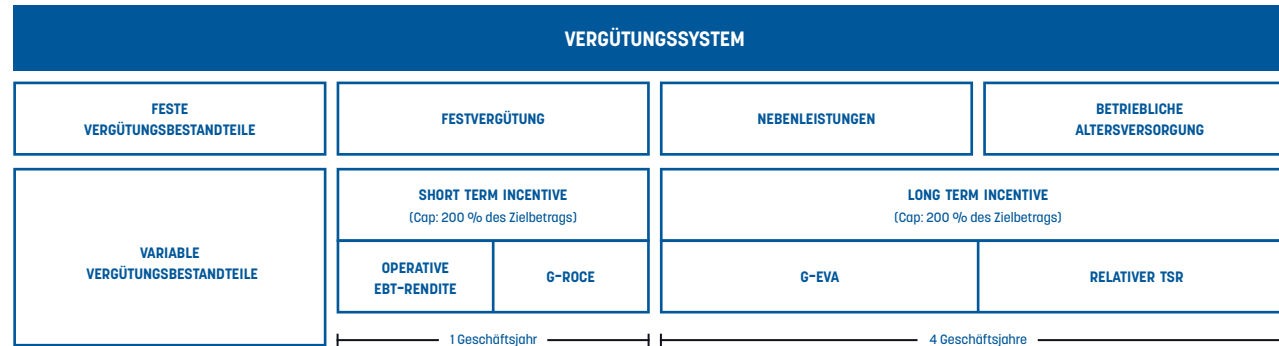 VERGÜTUNGSSYSTEM
FESTE
VERGÜTUNGSBESTANDTEILE
FESTVERGÜTUNG
NEBENLEISTUNGEN
BETRIEBLICHE
ALTERSVERSORGUNG
VARIABLE
VERGÜTUNGSBESTANDTEILE
SHORT TERM INCENTIVE
(Cap: 200 % des Zielbetrags)
OPERATIVE
EBT-RENDITE
G-ROCE
1 Geschäftsjahr
LONG TERM INCENTIVE
(Cap: 200 % des Zielbetrags)
G-EVA
RELATIVER TSR
4 Geschäftsjahre